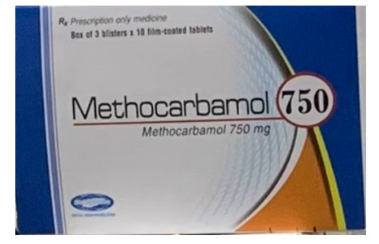 Rx Prescription only medicine
Box of 3 blisters x 10 film-coated tablets
Methocarbamol 750
Methocarbamol 750 mg